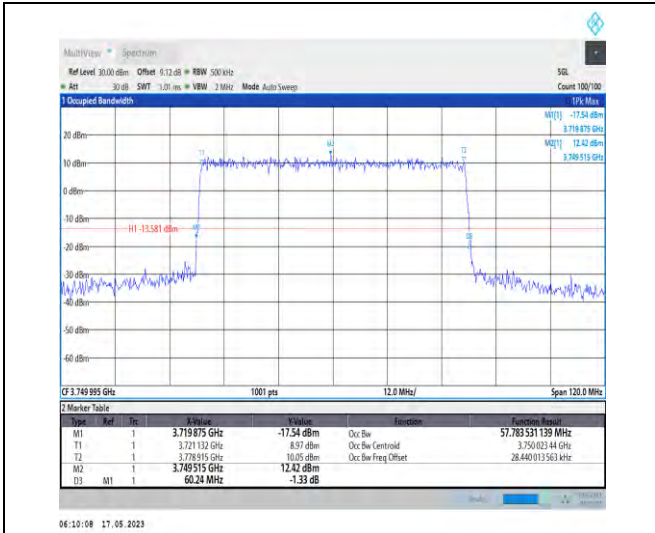 MultiView Spectrum
Ref Level 30.00 dBm Offset 9.12 dB RBW 500 kHz SGL
Att 30 dB SWT 1.01 ms VBW 2 MHz Mode Auto Sweep Count 100/100
1 Occupied Bandwidth 1Pk Max
M1[1] -17.54 dBm
3.719 875 GHz
M2[1] 12.42 dBm
3.749 515 GHz
20 dBm
M2
T1
T2
10 dBm
0 dBm
-10 dBm
H1 -13.581 dBm
-30 dBm
-40 dBm
-50 dBm
-60 dBm
CF 3.749 995 GHz 1001 pts 12.0 MHz/ Span 120.0 MHz
2 Marker Table
Type Ref Trc X-Value Y-Value Function Function Result
M1 1 3.719 875 GHz -17.54 dBm Occ Bw 57.783 531 139 MHz
T1 1 3.721 132 GHz 8.97 dBm Occ Bw Centroid 3.750 023 44 GHz
T2 1 3.778 915 GHz 10.05 dBm Occ Bw Freq Offset 28.440 013 563 kHz
M2 1 3.749 515 GHz 12.42 dBm
D3 M1 1 60.24 MHz -1.33 dB
06:10:08 17.05.2023